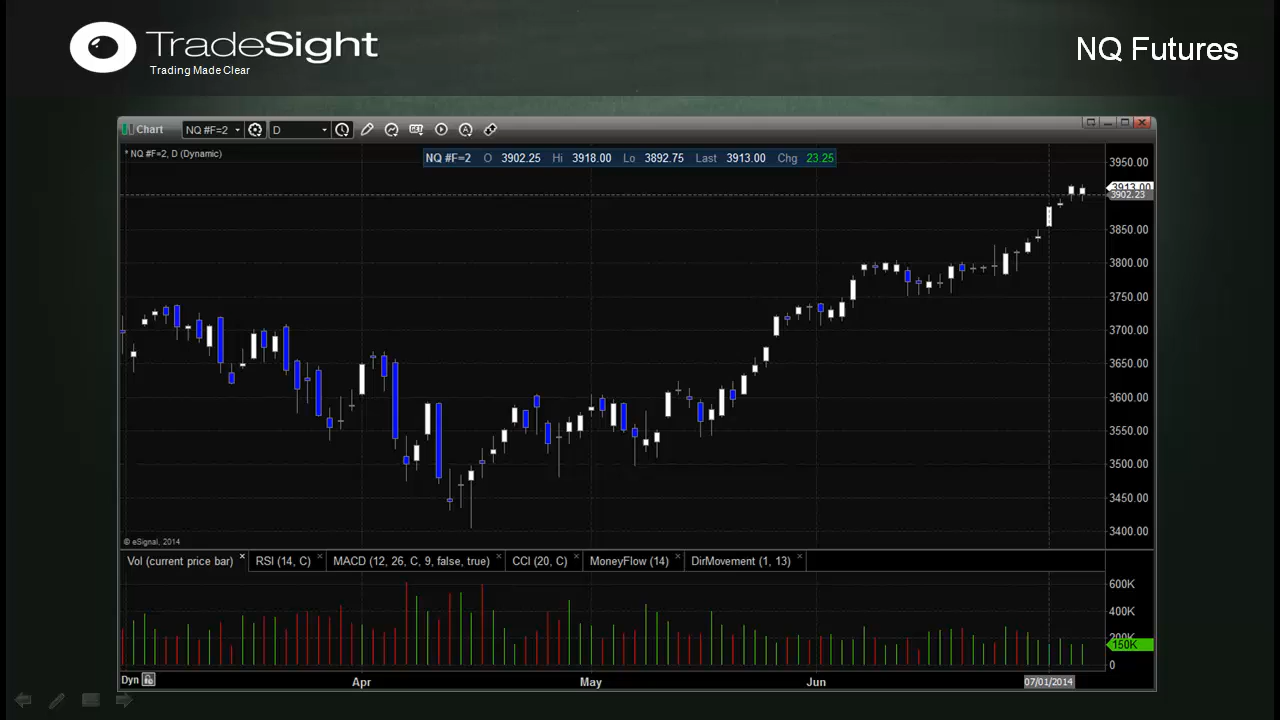 TradeSight
Trading Made Clear
NQ Futures
Chart
NQ #F=2
D
* NQ #F=2, D (Dynamic)
NQ #F=2 O 3902.25 Hi 3918.00 Lo 3892.75 Last 3913.00 Chg 23.25
3950.00
3913.00
3902.23
3850.00
3800.00
3750.00
3700.00
3650.00
3600.00
3550.00
3500.00
3450.00
3400.00
© eSignal, 2014
Vol (current price bar) RSI (14, C) MACD (12, 26, C, 9, false, true) CCI (20, C) MoneyFlow (14) DirMovement (1, 13)
600K
400K
200K
150K
0
Dyn Apr May Jun 07/01/2014